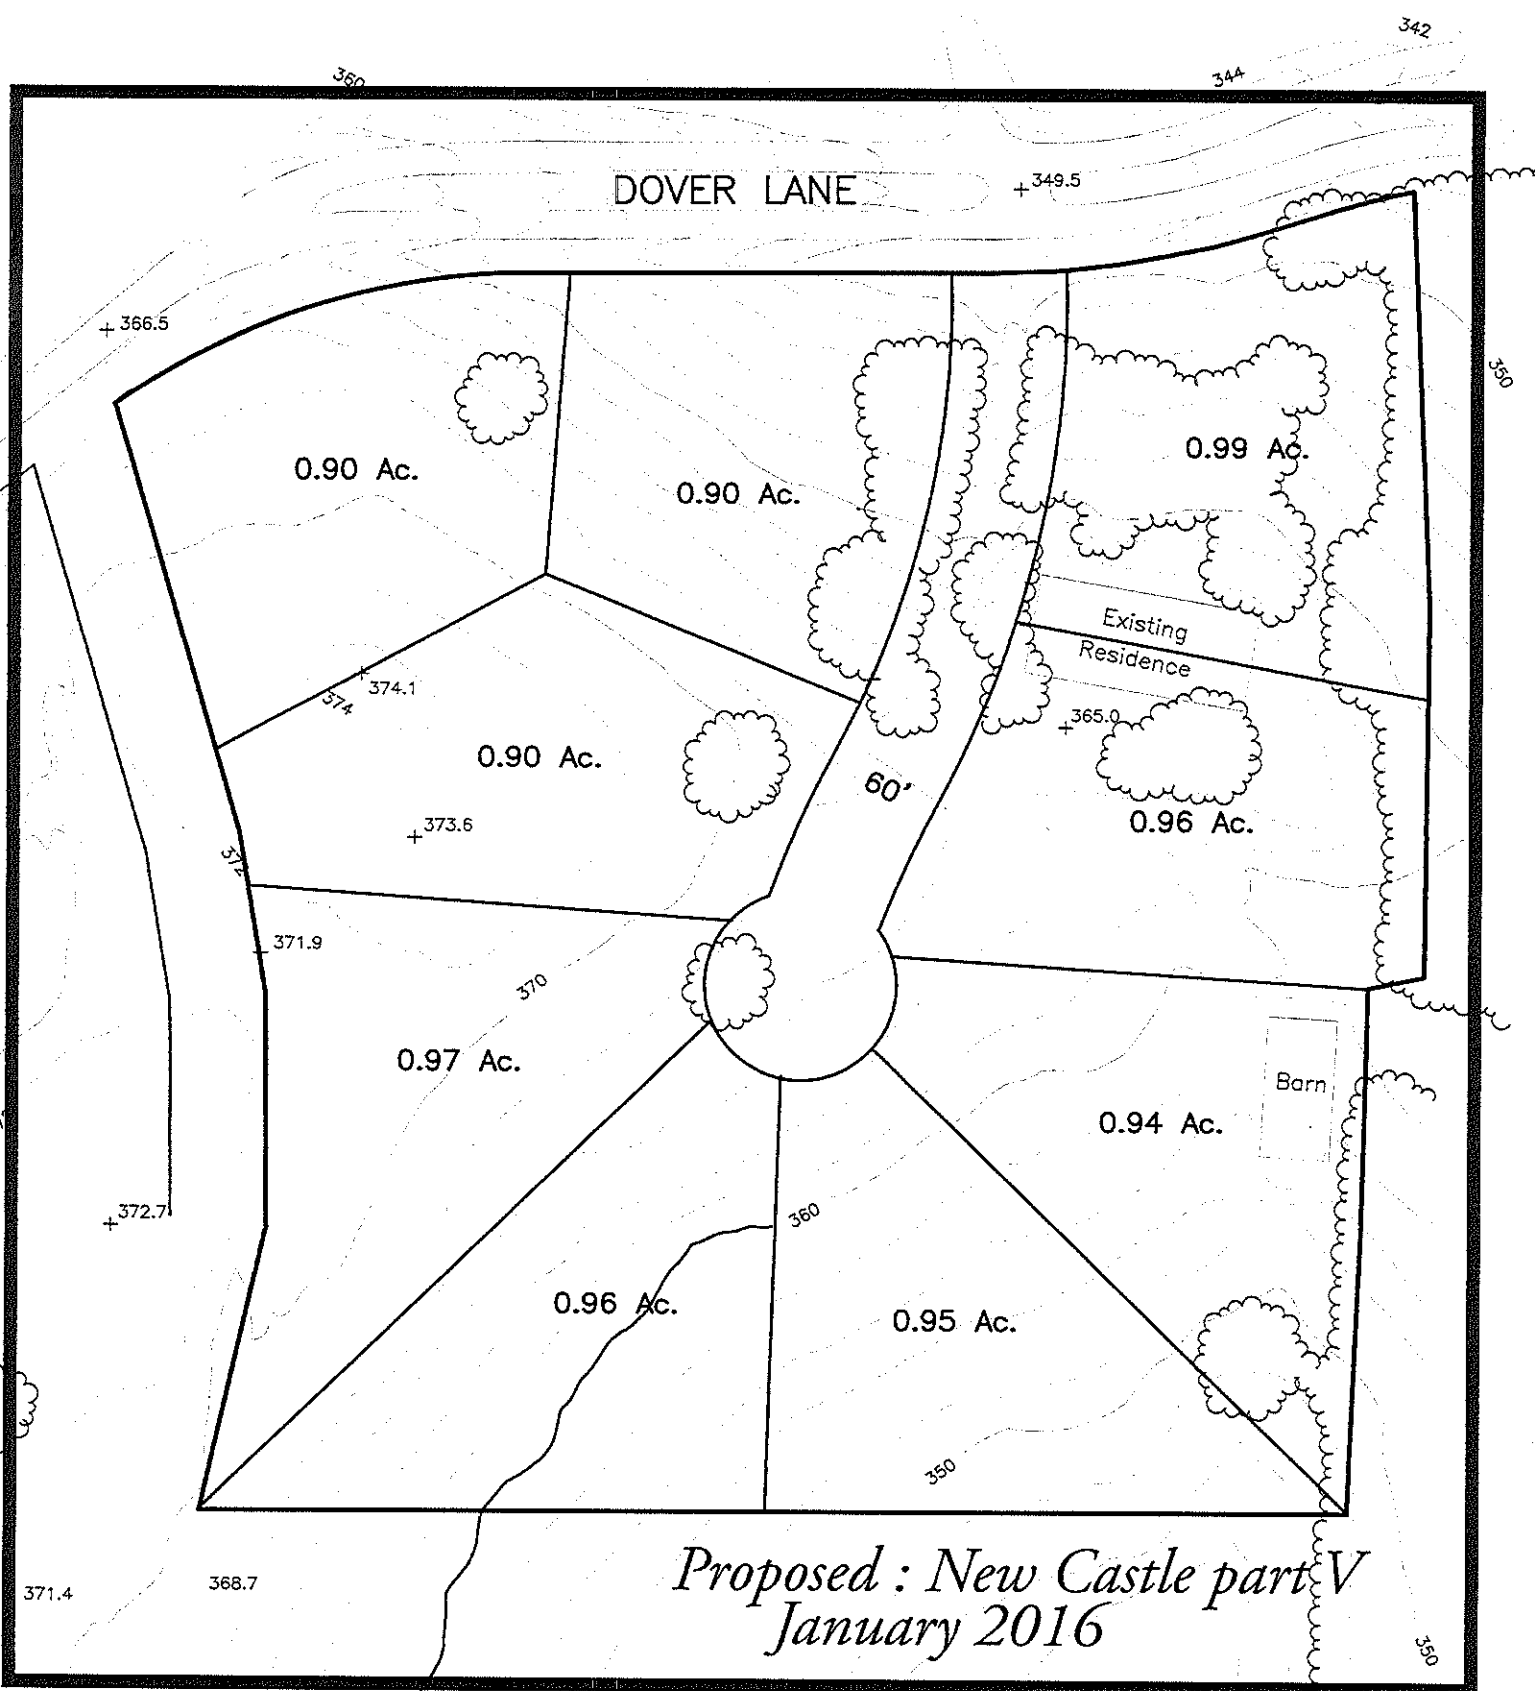 342
360
344
DOVER LANE
349.5
366.5
350
0.90 Ac.
0.90 Ac.
0.99 Ac.
Existing
Residence
374.1
374
365.0
0.90 Ac.
60'
373.6
0.96 Ac.
372
371.9
370
0.97 Ac.
Barn
0.94 Ac.
372.7
360
0.96 Ac.
0.95 Ac.
350
Proposed : New Castle part V
January 2016
371.4
368.7
350